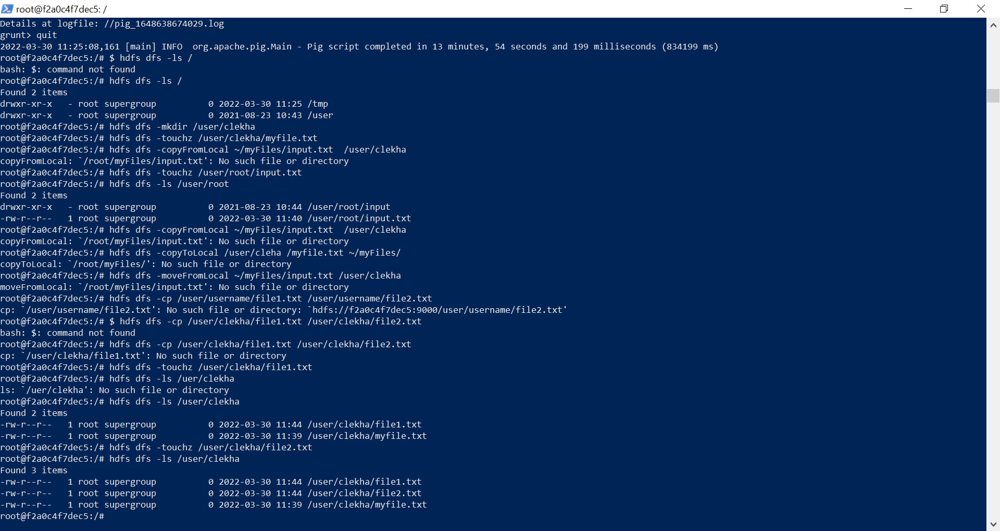 root@f2a0c4f7dec5: /
Details at logfile: //pig_1648638674029.log
grunt> quit
2022-03-30 11:25:08,161 [main] INFO  org.apache.pig.Main - Pig script completed in 13 minutes, 54 seconds and 199 milliseconds (834199 ms)
root@f2a0c4f7dec5:/# $ hdfs dfs -ls /
bash: $: command not found
root@f2a0c4f7dec5:/# hdfs dfs -ls /
Found 2 items
drwxr-xr-x   - root supergroup          0 2022-03-30 11:25 /tmp
drwxr-xr-x   - root supergroup          0 2021-08-23 10:43 /user
root@f2a0c4f7dec5:/# hdfs dfs -mkdir /user/clekha
root@f2a0c4f7dec5:/# hdfs dfs -touchz /user/clekha/myfile.txt
root@f2a0c4f7dec5:/# hdfs dfs -copyFromLocal ~/myFiles/input.txt  /user/clekha
copyFromLocal: `/root/myFiles/input.txt': No such file or directory
root@f2a0c4f7dec5:/# hdfs dfs -touchz /user/root/input.txt
root@f2a0c4f7dec5:/# hdfs dfs -ls /user/root
Found 2 items
drwxr-xr-x   - root supergroup          0 2021-08-23 10:44 /user/root/input
-rw-r--r--   1 root supergroup          0 2022-03-30 11:40 /user/root/input.txt
root@f2a0c4f7dec5:/# hdfs dfs -copyFromLocal ~/myFiles/input.txt  /user/clekha
copyFromLocal: `/root/myFiles/input.txt': No such file or directory
root@f2a0c4f7dec5:/# hdfs dfs -copyToLocal /user/cleha /myfile.txt ~/myFiles/
copyToLocal: `/root/myFiles/': No such file or directory
root@f2a0c4f7dec5:/# hdfs dfs -moveFromLocal ~/myFiles/input.txt /user/clekha
moveFromLocal: `/root/myFiles/input.txt': No such file or directory
root@f2a0c4f7dec5:/# hdfs dfs -cp /user/username/file1.txt /user/username/file2.txt
cp: `/user/username/file2.txt': No such file or directory: `hdfs://f2a0c4f7dec5:9000/user/username/file2.txt'
root@f2a0c4f7dec5:/# $ hdfs dfs -cp /user/clekha/file1.txt /user/clekha/file2.txt
bash: $: command not found
root@f2a0c4f7dec5:/# hdfs dfs -cp /user/clekha/file1.txt /user/clekha/file2.txt
cp: `/user/clekha/file1.txt': No such file or directory
root@f2a0c4f7dec5:/# hdfs dfs -touchz /user/clekha/file1.txt
root@f2a0c4f7dec5:/# hdfs dfs -ls /uer/clekha
ls: `/uer/clekha': No such file or directory
root@f2a0c4f7dec5:/# hdfs dfs -ls /user/clekha
Found 2 items
-rw-r--r--   1 root supergroup          0 2022-03-30 11:44 /user/clekha/file1.txt
-rw-r--r--   1 root supergroup          0 2022-03-30 11:39 /user/clekha/myfile.txt
root@f2a0c4f7dec5:/# hdfs dfs -touchz /user/clekha/file2.txt
root@f2a0c4f7dec5:/# hdfs dfs -ls /user/clekha
Found 3 items
-rw-r--r--   1 root supergroup          0 2022-03-30 11:44 /user/clekha/file1.txt
-rw-r--r--   1 root supergroup          0 2022-03-30 11:44 /user/clekha/file2.txt
-rw-r--r--   1 root supergroup          0 2022-03-30 11:39 /user/clekha/myfile.txt
root@f2a0c4f7dec5:/#